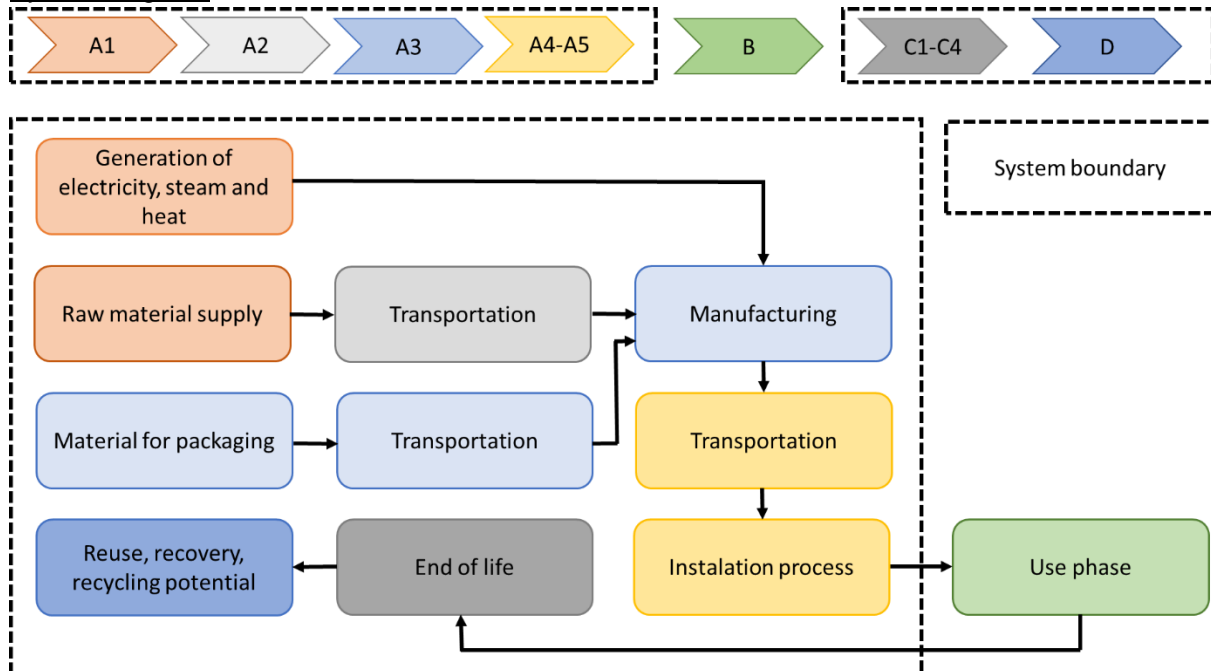 A1
A2
A3
A4-A5
B
C1-C4
D
Generation of
electricity, steam and
heat
System boundary
Raw material supply
Transportation
Manufacturing
Material for packaging
Transportation
Transportation
Reuse, recovery,
recycling potential
End of life
Instalation process
Use phase